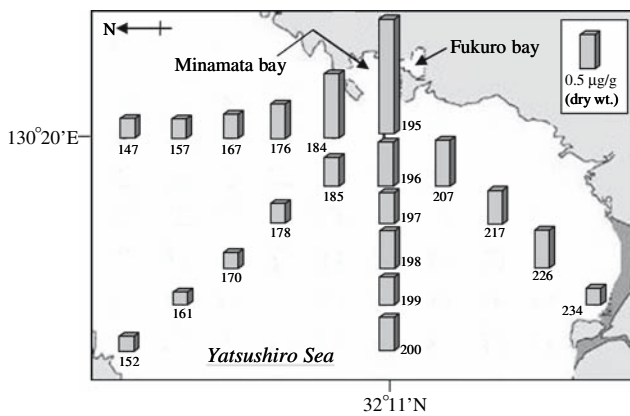 N
Minamata bay
Fukuro bay
0.5 µg/g
(dry wt.)
130°20'E
147
157
167
176
184
195
185
196
207
178
197
217
170
198
226
161
199
234
152
200
Yatsushiro Sea
32°11'N